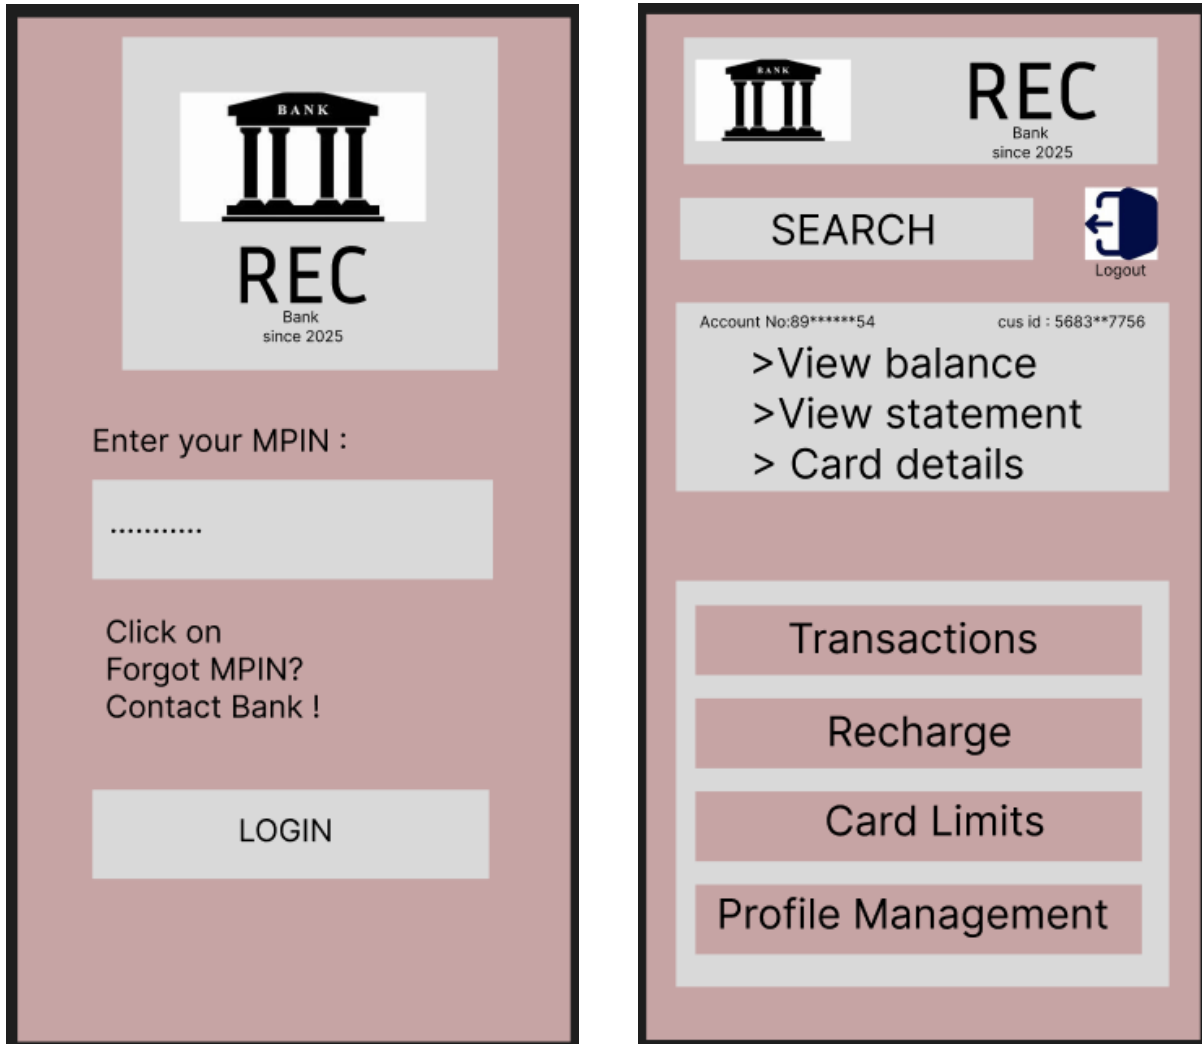 BANK
REC
Bank
since 2025
Enter your MPIN :
...........
Click on
Forgot MPIN?
Contact Bank !
LOGIN
BANK
REC
Bank
since 2025
SEARCH
Logout
Account No:89******54 cus id : 5683**7756
>View balance
>View statement
> Card details
Transactions
Recharge
Card Limits
Profile Management